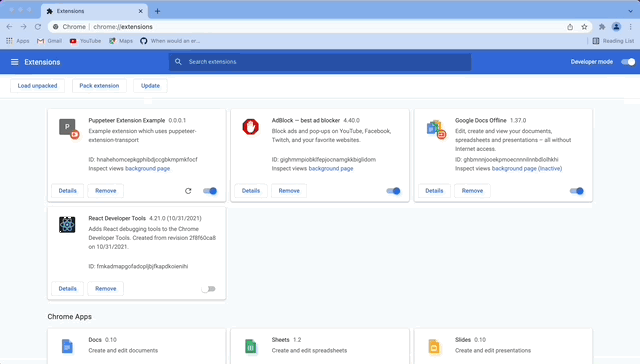 Extensions
Chrome | chrome://extensions
Apps Gmail YouTube Maps When would an er... Reading List
Extensions Search extensions Developer mode
Load unpacked Pack extension Update
P
Puppeteer Extension Example 0.0.0.1
Example extension which uses puppeteer-
extension-transport
Inspect views background page
Details Remove
AdBlock — best ad blocker 4.40.0
Block ads and pop-ups on YouTube, Facebook,
Twitch, and your favorite websites.
ID: gighmmpiobklfepjocnamgkkbiglidom
Inspect views background page
Details Remove
Google Docs Offline 1.37.0
Edit, create and view your documents,
spreadsheets and presentations — all without
Internet access.
ID: ghbmnnjooekpmoecnnnilnnbdlolhkhi
Inspect views background page (Inactive)
Details Remove
React Developer Tools 4.21.0 (10/31/2021)
Adds React debugging tools to the Chrome
Developer Tools. Created from revision 2f8f60ca8
on 10/31/2021.
ID: fmkadmapgofadopljbjfkapdkoienihi
Details Remove
Chrome Apps
Docs 0.10
Create and edit documents
Sheets 1.2
Create and edit spreadsheets
Slides 0.10
Create and edit presentations